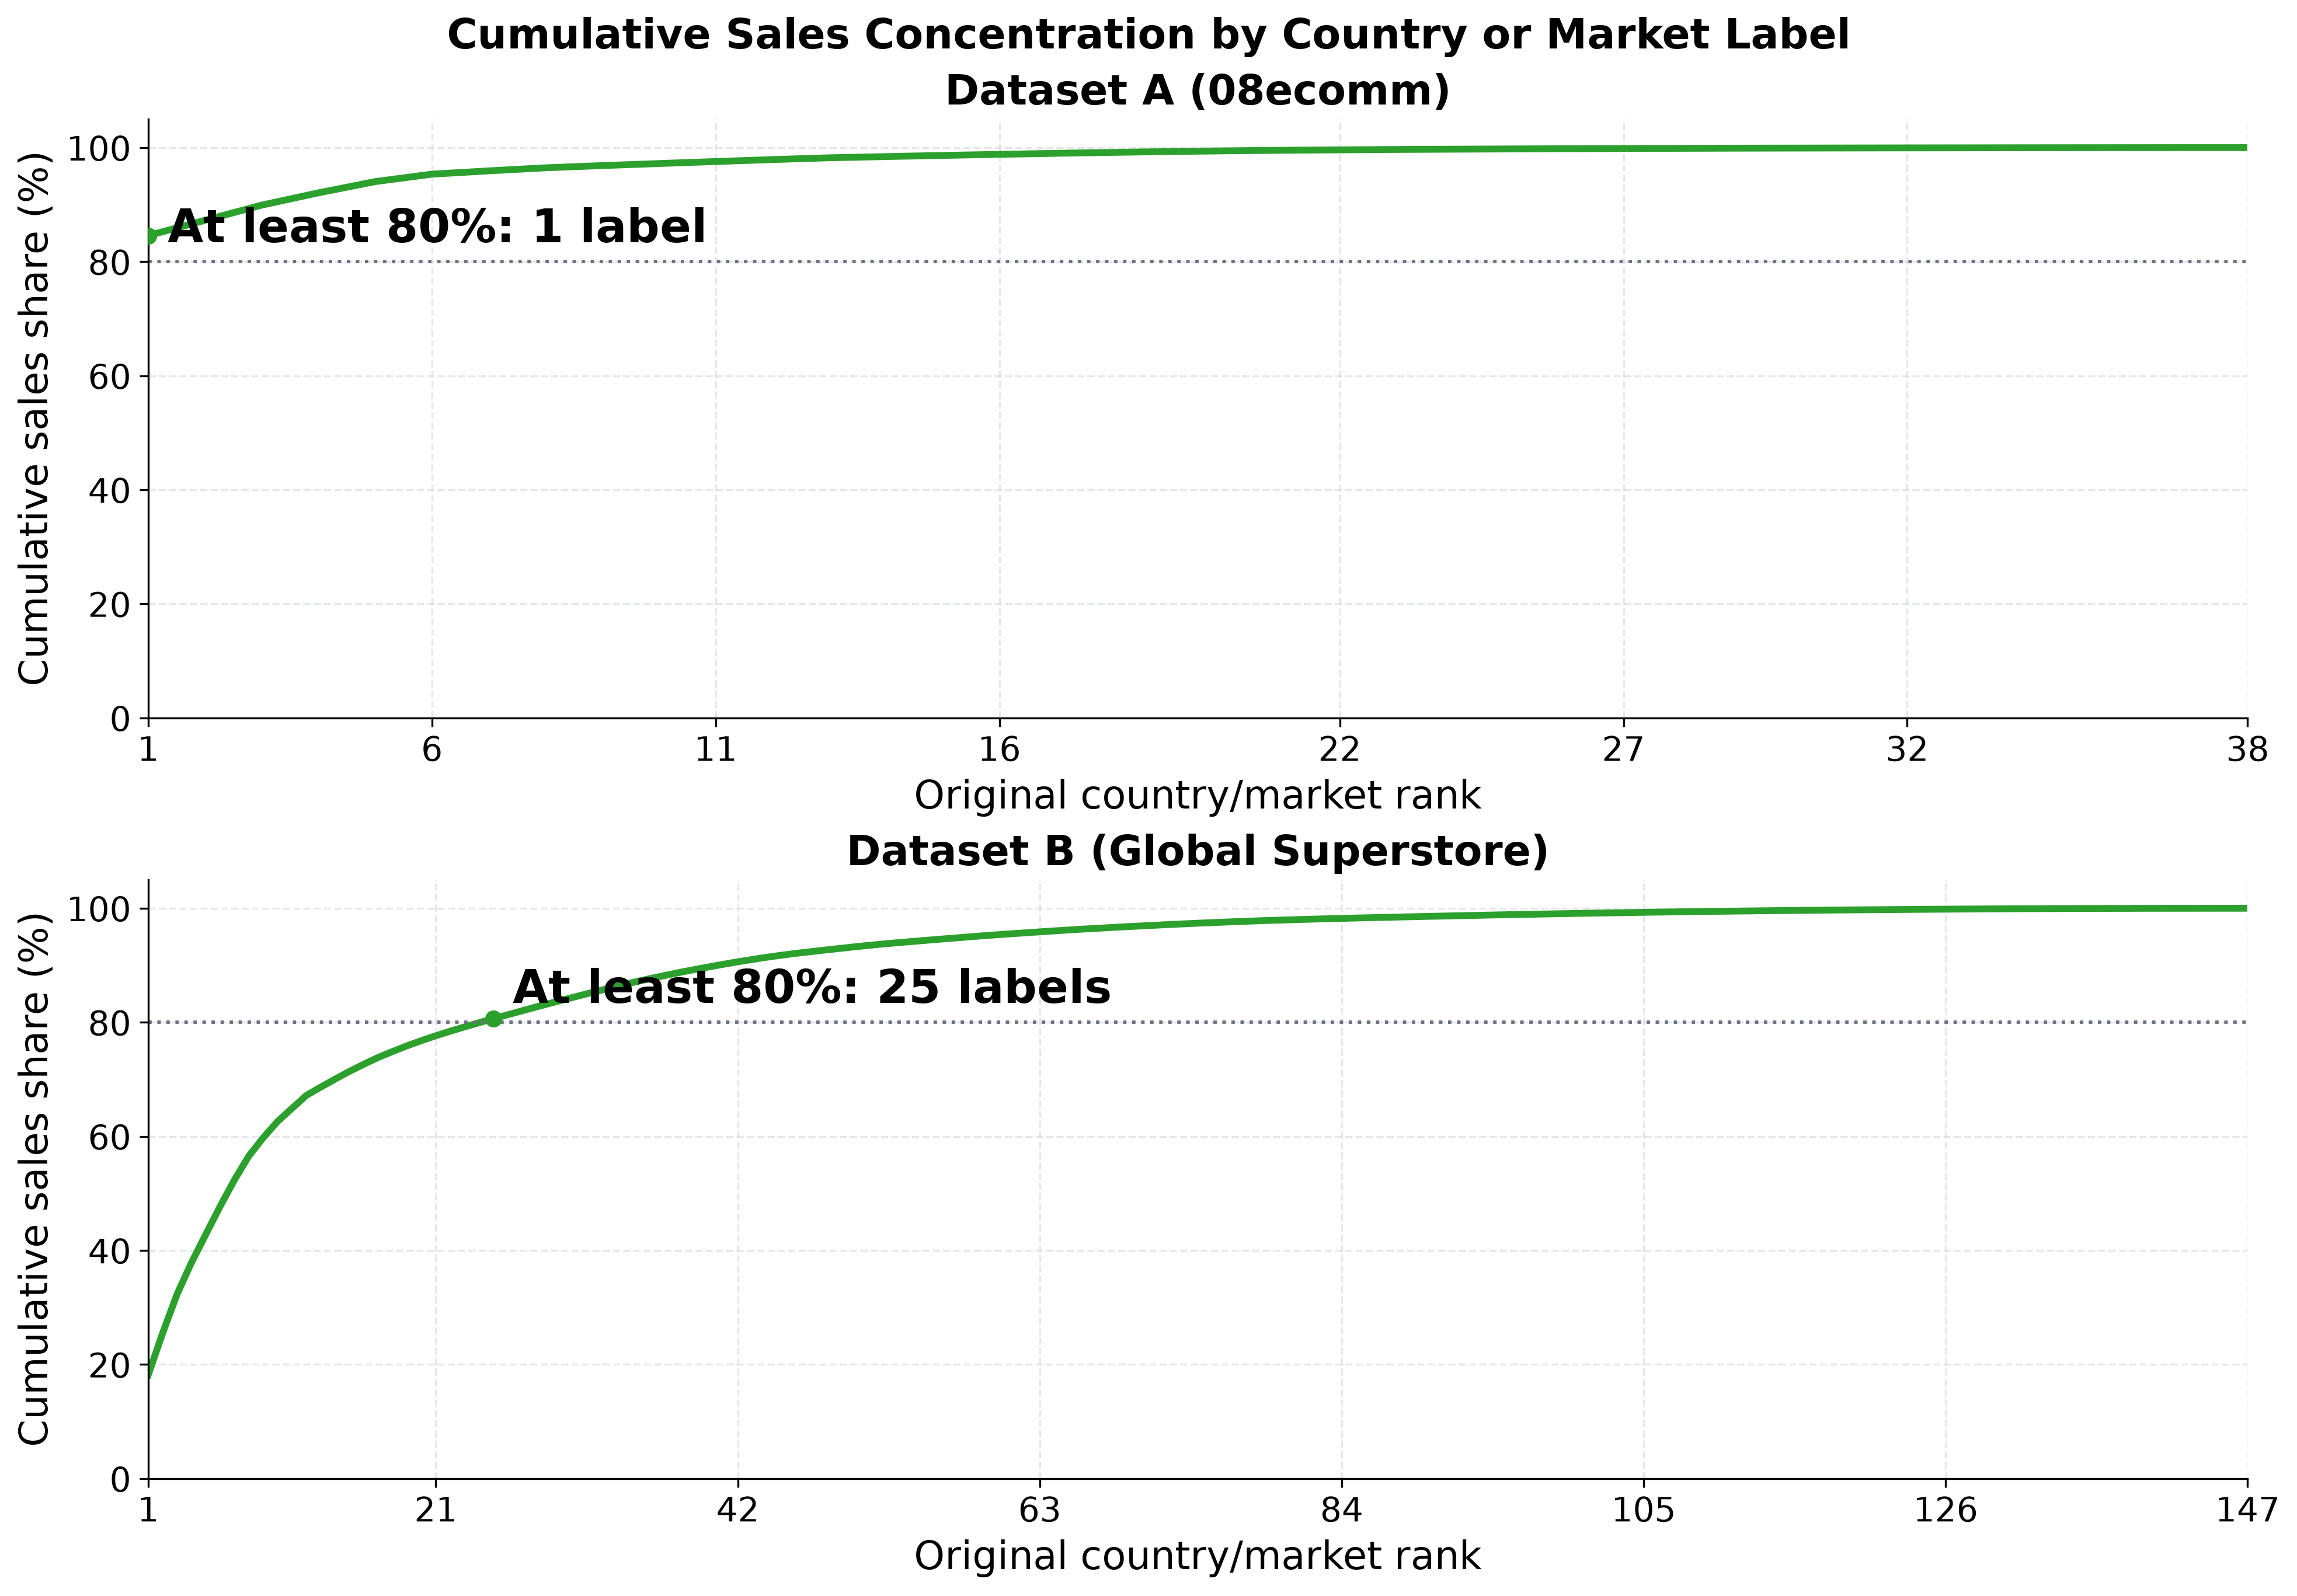 Cumulative Sales Concentration by Country or Market Label
Dataset A (08ecomm)
Cumulative sales share (%)
100
80
60
40
20
0
At least 80%: 1 label
1 6 11 16 22 27 32 38
Original country/market rank
Dataset B (Global Superstore)
Cumulative sales share (%)
100
80
60
40
20
0
At least 80%: 25 labels
1 21 42 63 84 105 126 147
Original country/market rank